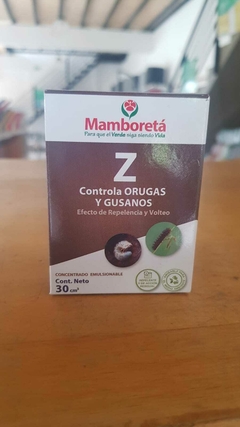 Mamboretá
Para que el Verde siga siendo Vida
Z
Controla ORUGAS
Y GUSANOS
Efecto de Repelencia y Volteo
CONCENTRADO EMULSIONABLE
Cont. Neto
30 cm³